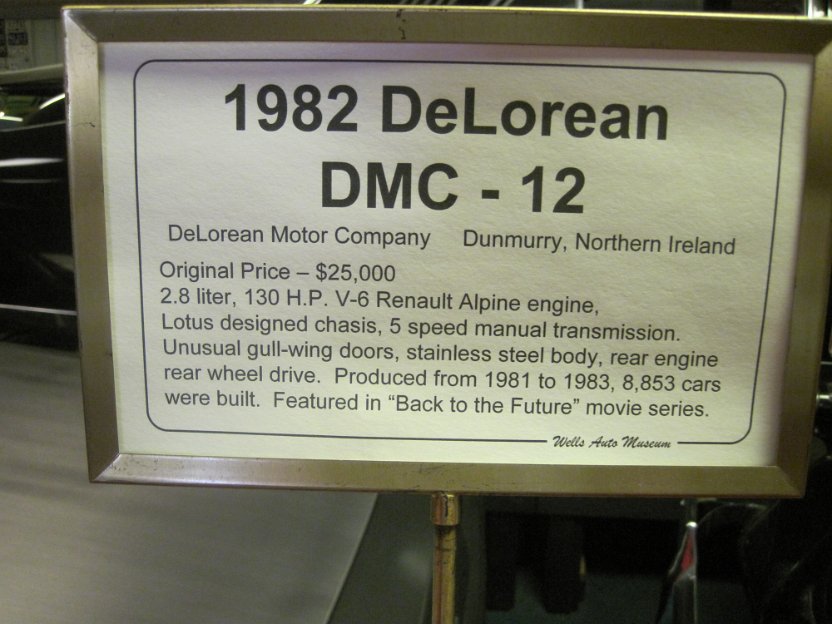 1982 DeLorean
DMC - 12
DeLorean Motor Company Dunmurry, Northern Ireland
Original Price – $25,000
2.8 liter, 130 H.P. V-6 Renault Alpine engine,
Lotus designed chasis, 5 speed manual transmission.
Unusual gull-wing doors, stainless steel body, rear engine
rear wheel drive. Produced from 1981 to 1983, 8,853 cars
were built. Featured in “Back to the Future” movie series.
Wells Auto Museum